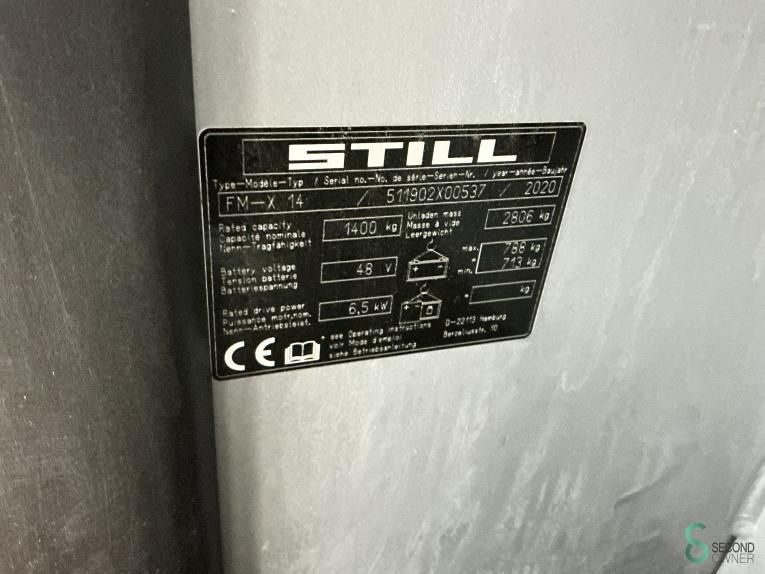 STILL
Type-Modèle-Typ / Serial no.-No. de série-Serien-Nr. / year-année-Baujahr
FM-X 14 / 511902X00537 / 2020
Rated capacity
Capacité nominale
Nenn-Tragfähigkeit
1400 kg
Unladen mass
Masse à vide
Leergewicht
2806 kg
Battery voltage
Tension batterie
Batteriespannung
48 V
max. 788 kg
*
min. 713 kg
Rated drive power
Puissance motr.nom.
Nenn-Antriebsleist.
6,5 kW
kg
* see Operating instructions
voir Mode d'emploi
siehe Betriebsanleitung
D-22113 Hamburg
Berzeliusstr. 10
CE
SECOND
OWNER